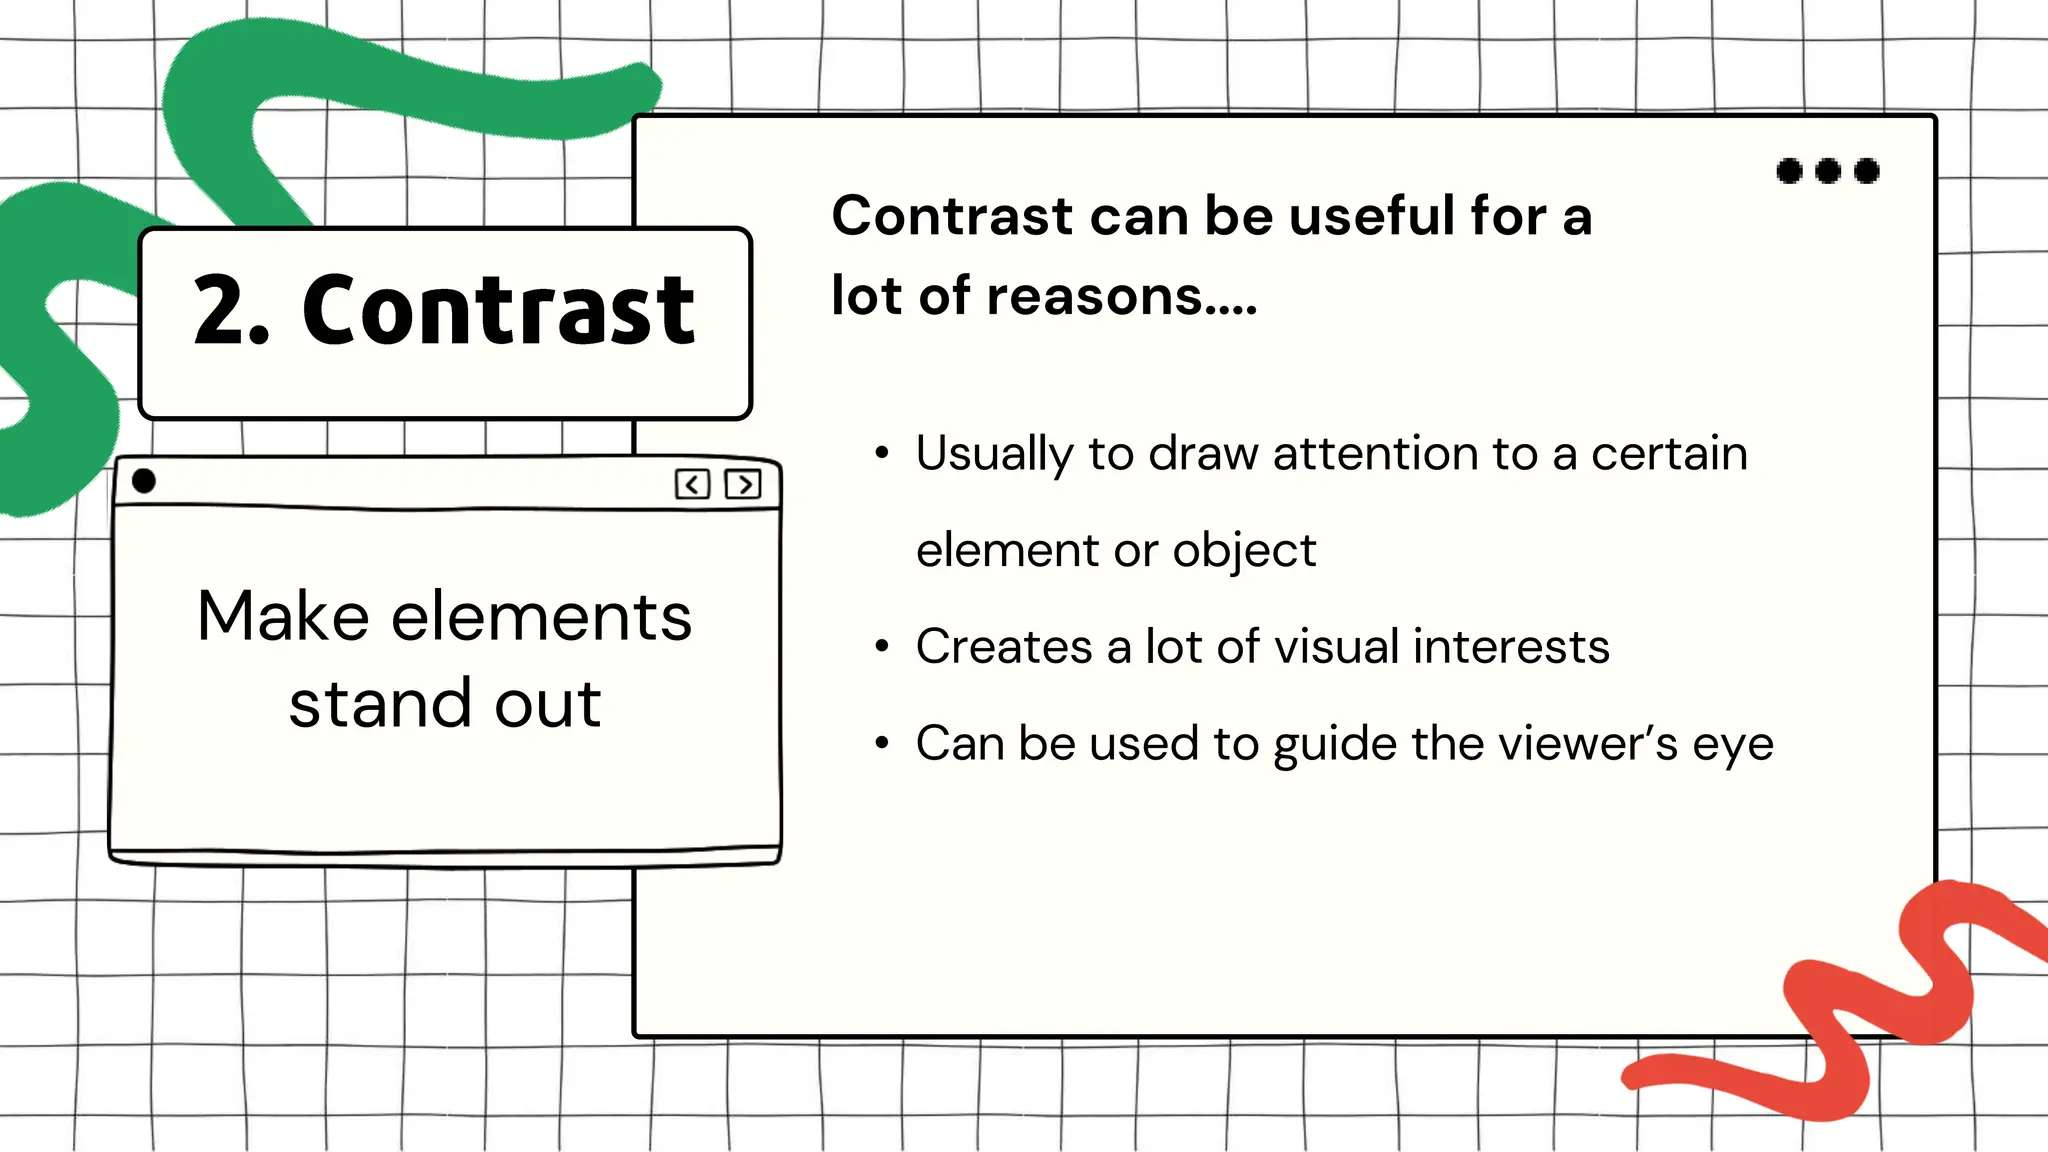 2. Contrast
Make elements
stand out
Contrast can be useful for a
lot of reasons....
• Usually to draw attention to a certain
element or object
• Creates a lot of visual interests
• Can be used to guide the viewer’s eye